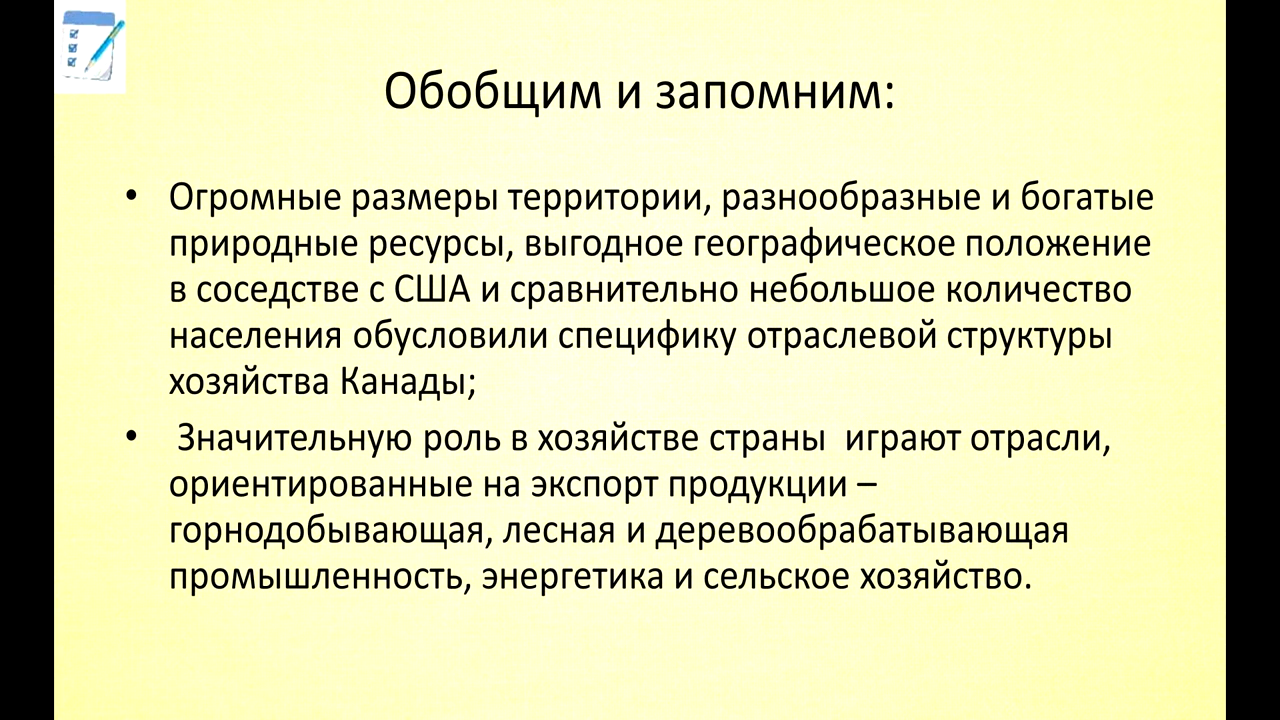 Обобщим и запомним:
• Огромные размеры территории, разнообразные и богатые
природные ресурсы, выгодное географическое положение
в соседстве с США и сравнительно небольшое количество
населения обусловили специфику отраслевой структуры
хозяйства Канады;
• Значительную роль в хозяйстве страны  играют отрасли,
ориентированные на экспорт продукции –
горнодобывающая, лесная и деревообрабатывающая
промышленность, энергетика и сельское хозяйство.